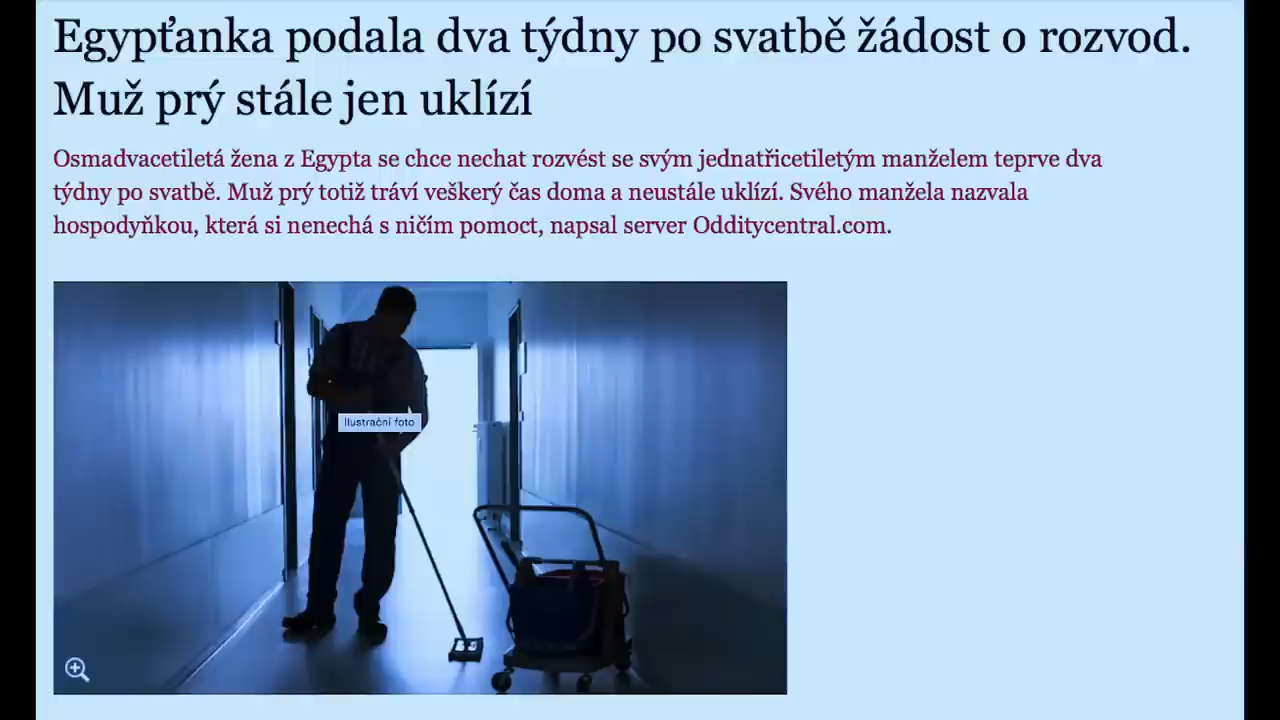 Egypťanka podala dva týdny po svatbě žádost o rozvod.
Muž prý stále jen uklízí
Osmadvacetiletá žena z Egypta se chce nechat rozvést se svým jednatřicetiletým manželem teprve dva
týdny po svatbě. Muž prý totiž tráví veškerý čas doma a neustále uklízí. Svého manžela nazvala
hospodyňkou, která si nenechá s ničím pomoct, napsal server Odditycentral.com.
Ilustrační foto